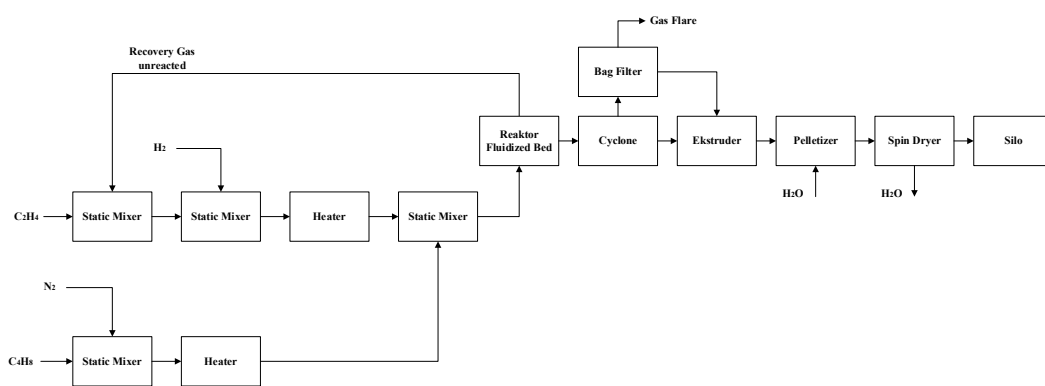 Gas Flare
Recovery Gas
unreacted
Bag Filter
H₂
Reaktor
Fluidized Bed
Cyclone
Ekstruder
Pelletizer
Spin Dryer
Silo
H₂O
H₂O
C₂H₄
Static Mixer
Static Mixer
Heater
Static Mixer
N₂
C₄H₈
Static Mixer
Heater